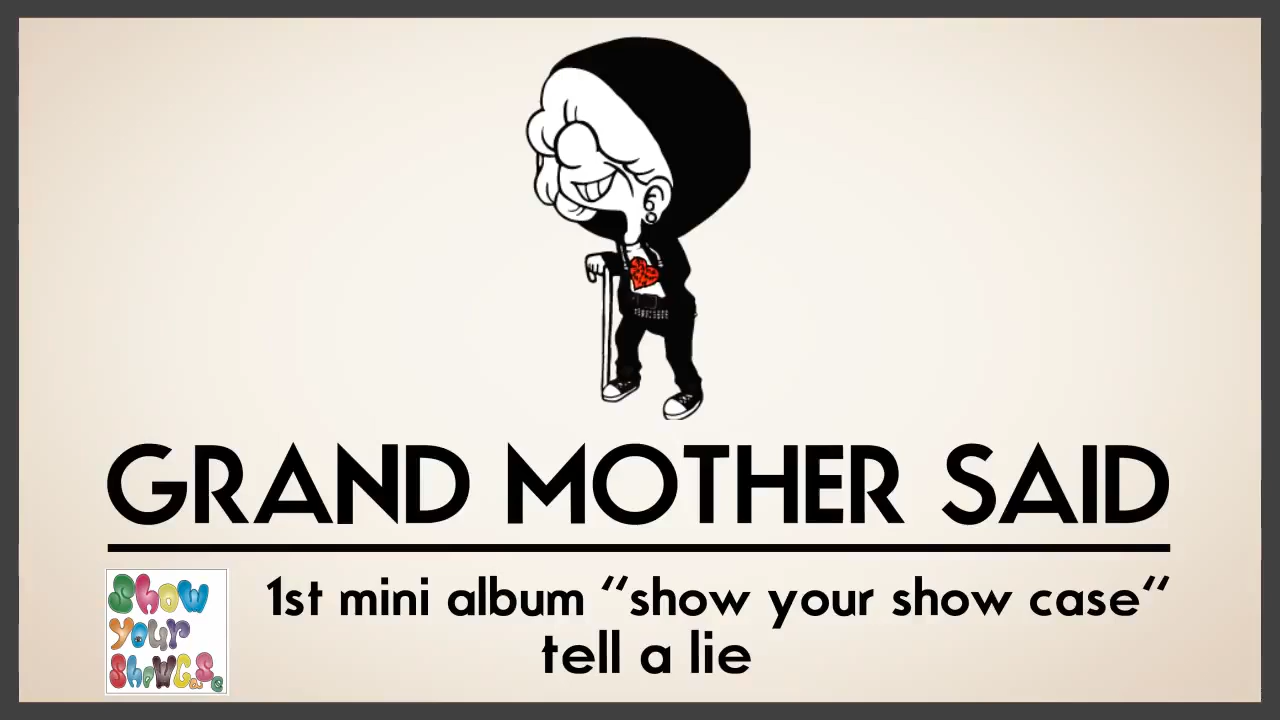 GRAND MOTHER SAID
1st mini album “show your show case“
tell a lie
Show
your
ShowCaSe